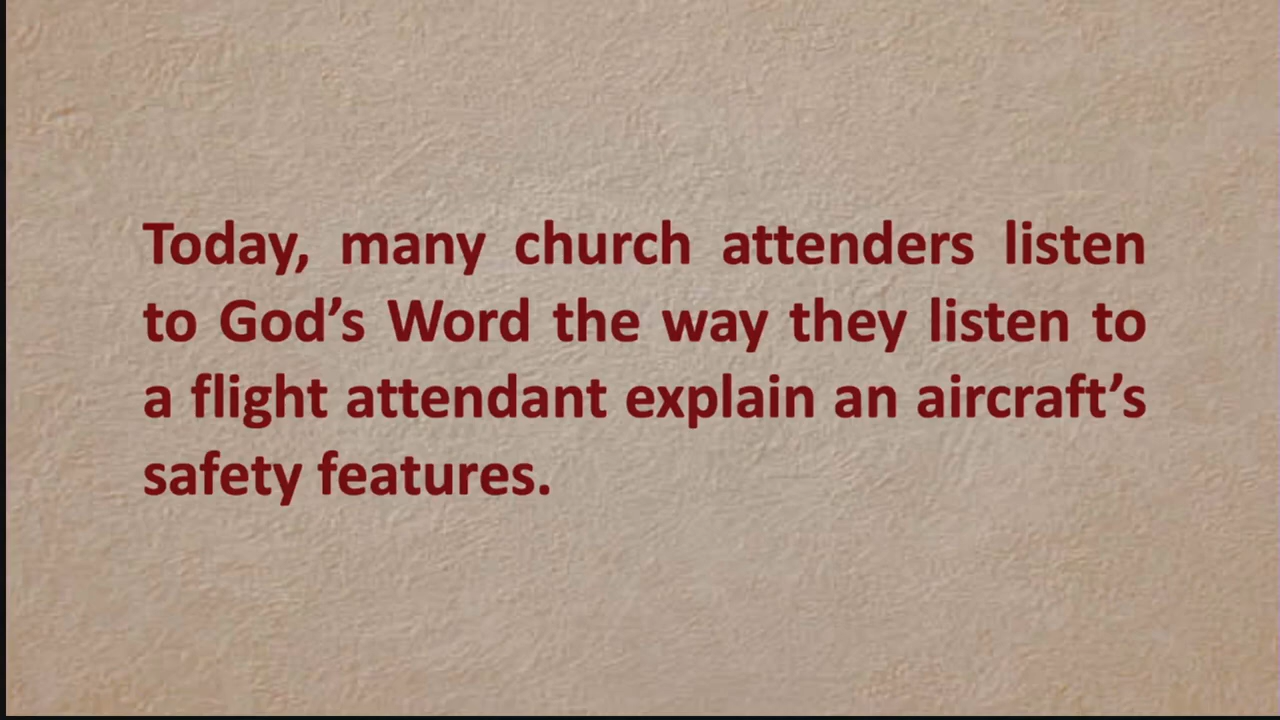 Today, many church attenders listen
to God’s Word the way they listen to
a flight attendant explain an aircraft’s
safety features.